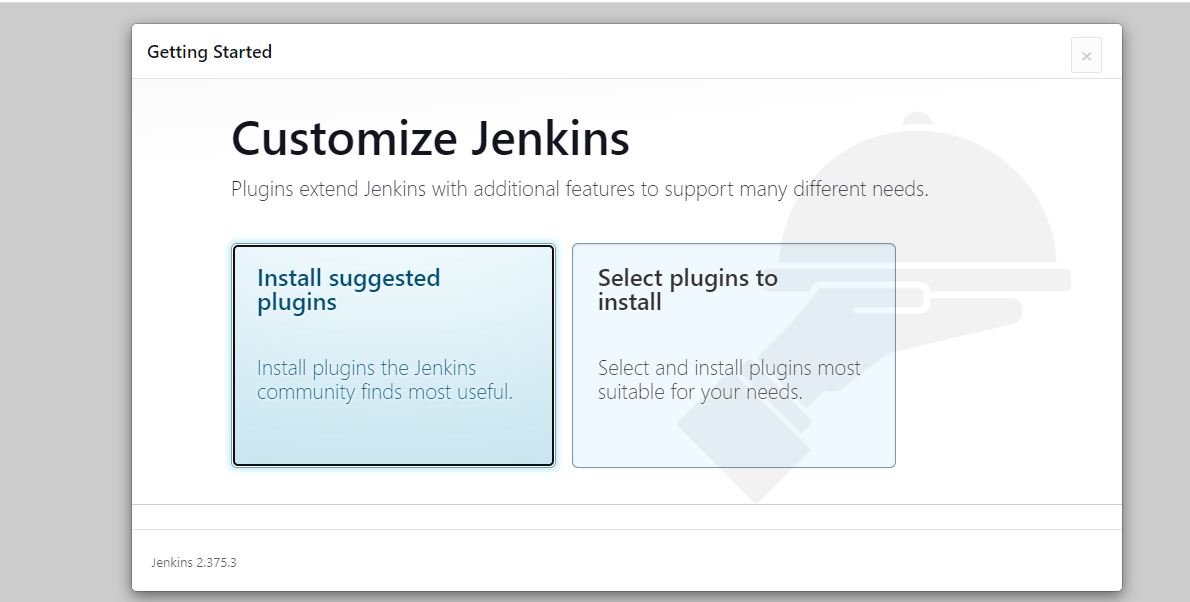 Getting Started
×
Customize Jenkins
Plugins extend Jenkins with additional features to support many different needs.
Install suggested
plugins
Install plugins the Jenkins
community finds most useful.
Select plugins to
install
Select and install plugins most
suitable for your needs.
Jenkins 2.375.3